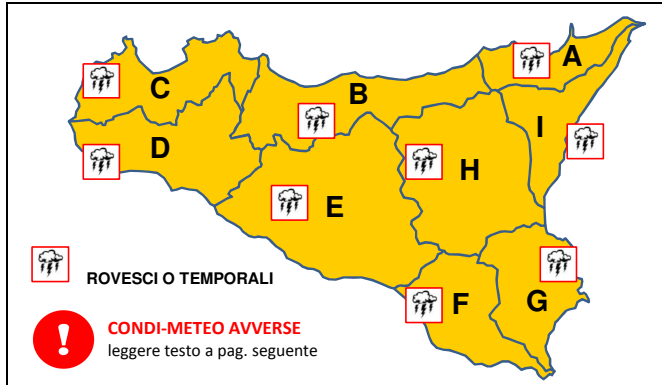 A
C
B
I
D
H
E
F
G
ROVESCI O TEMPORALI
!
CONDI-METEO AVVERSE
leggere testo a pag. seguente